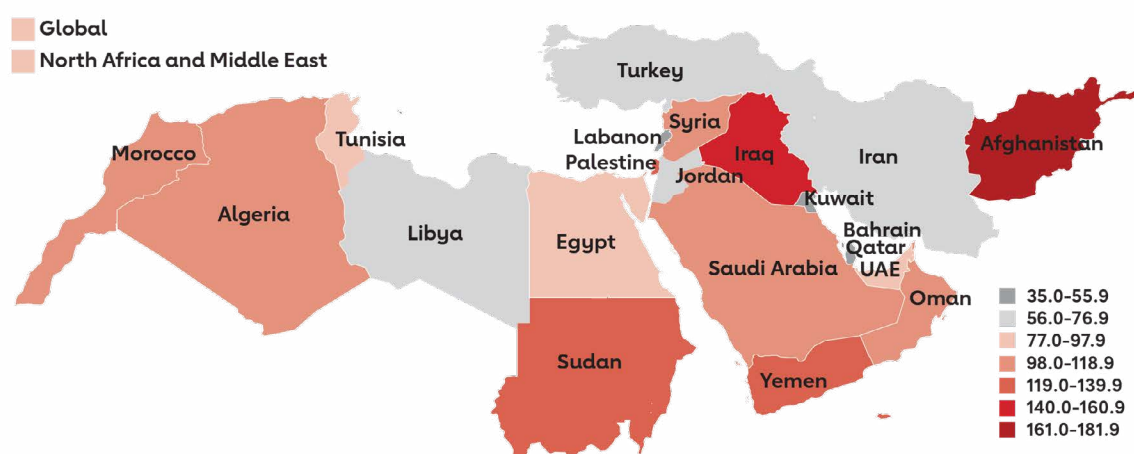 Global
North Africa and Middle East
Turkey
Syria
Labanon
Palestine
Iraq
Jordan
Iran
Afghanistan
Tunisia
Morocco
Algeria
Libya
Egypt
Kuwait
Bahrain
Qatar
UAE
Saudi Arabia
Oman
Sudan
Yemen
35.0-55.9
56.0-76.9
77.0-97.9
98.0-118.9
119.0-139.9
140.0-160.9
161.0-181.9